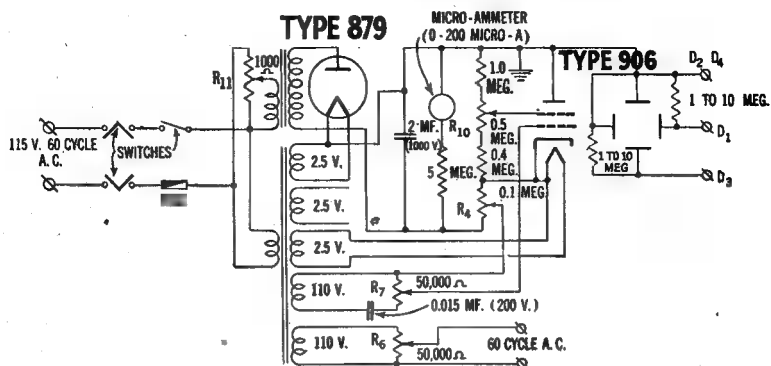 TYPE 879
MICRO-AMMETER
(0-200 MICRO-A)
TYPE 906
1000
Ω
R11
1.0
MEG.
D2 D4
1 TO 10 MEG.
D1
D3
115 V. 60 CYCLE
A.C.
SWITCHES
2 MF.
(1000 V)
R10
0.5
MEG.
0.4
MEG.
5
MEG.
0.1 MEG.
R4
1 TO 10
MEG
2.5 V.
2.5 V.
2.5 V.
110 V.
R7
50,000 Ω
0.015 MF. (200 V.)
110 V.
R6
50,000 Ω
60 CYCLE A.C.